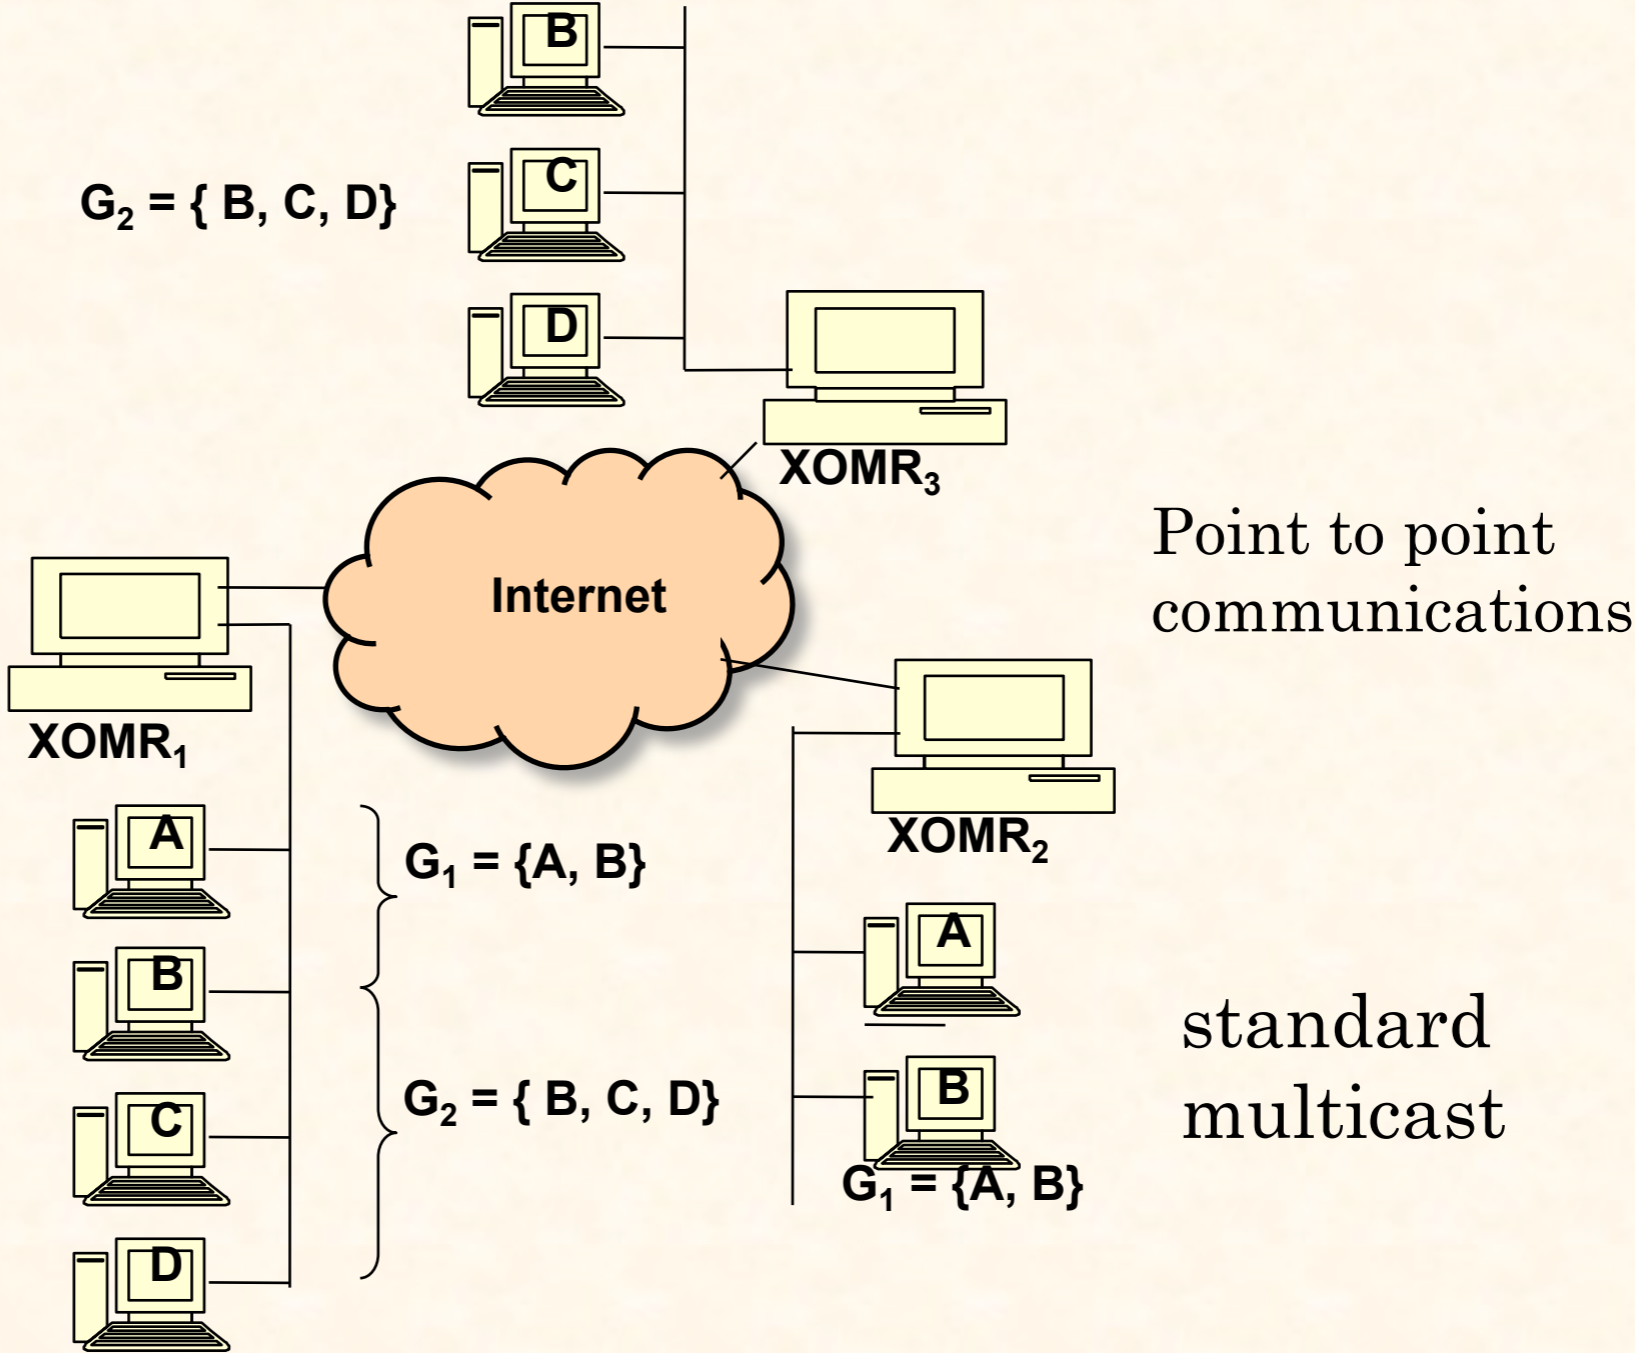 B
C
G₂ = { B, C, D}
D
XOMR₃
Point to point
communications
Internet
XOMR₁
XOMR₂
A
G₁ = {A, B}
A
B
standard
multicast
B
G₂ = { B, C, D}
C
G₁ = {A, B}
D